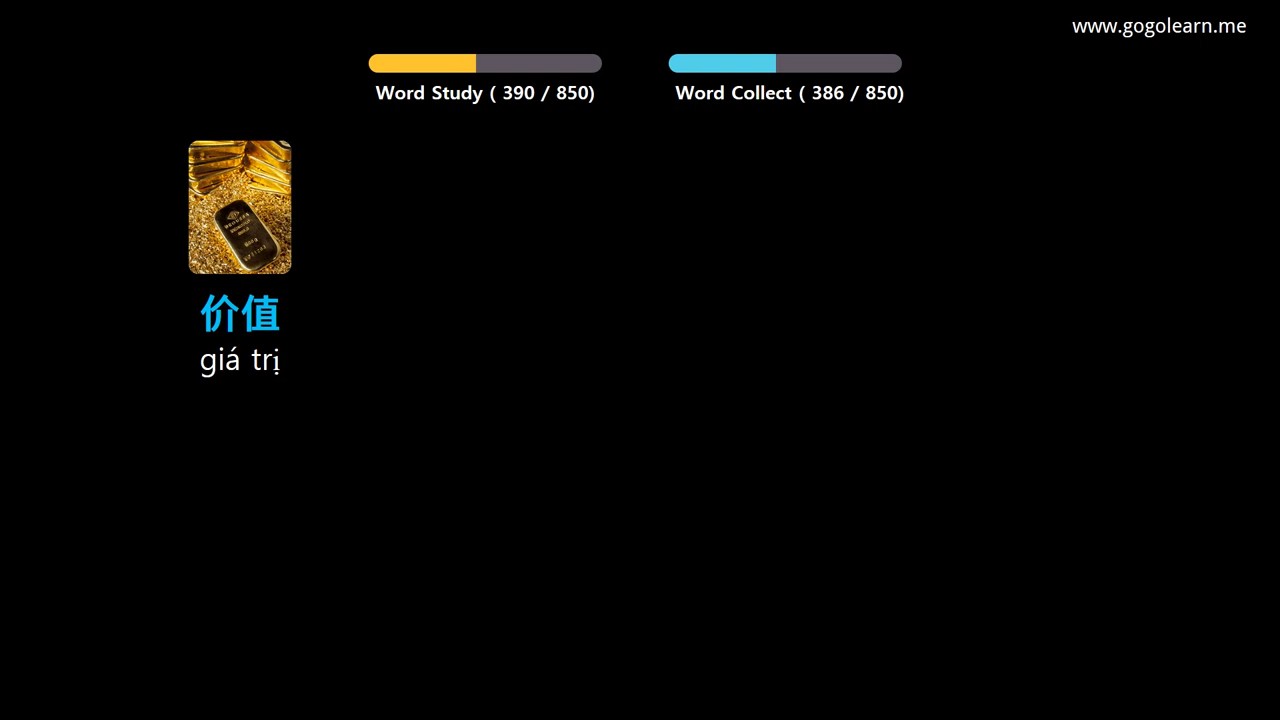 www.gogolearn.me
Word Study ( 390 / 850)
Word Collect ( 386 / 850)
价值
giá trị